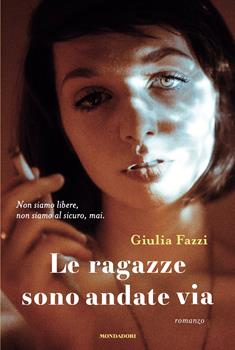 Non siamo libere,
non siamo al sicuro, mai.
Giulia Fazzi
Le ragazze
sono andate via
romanzo
MONDADORI